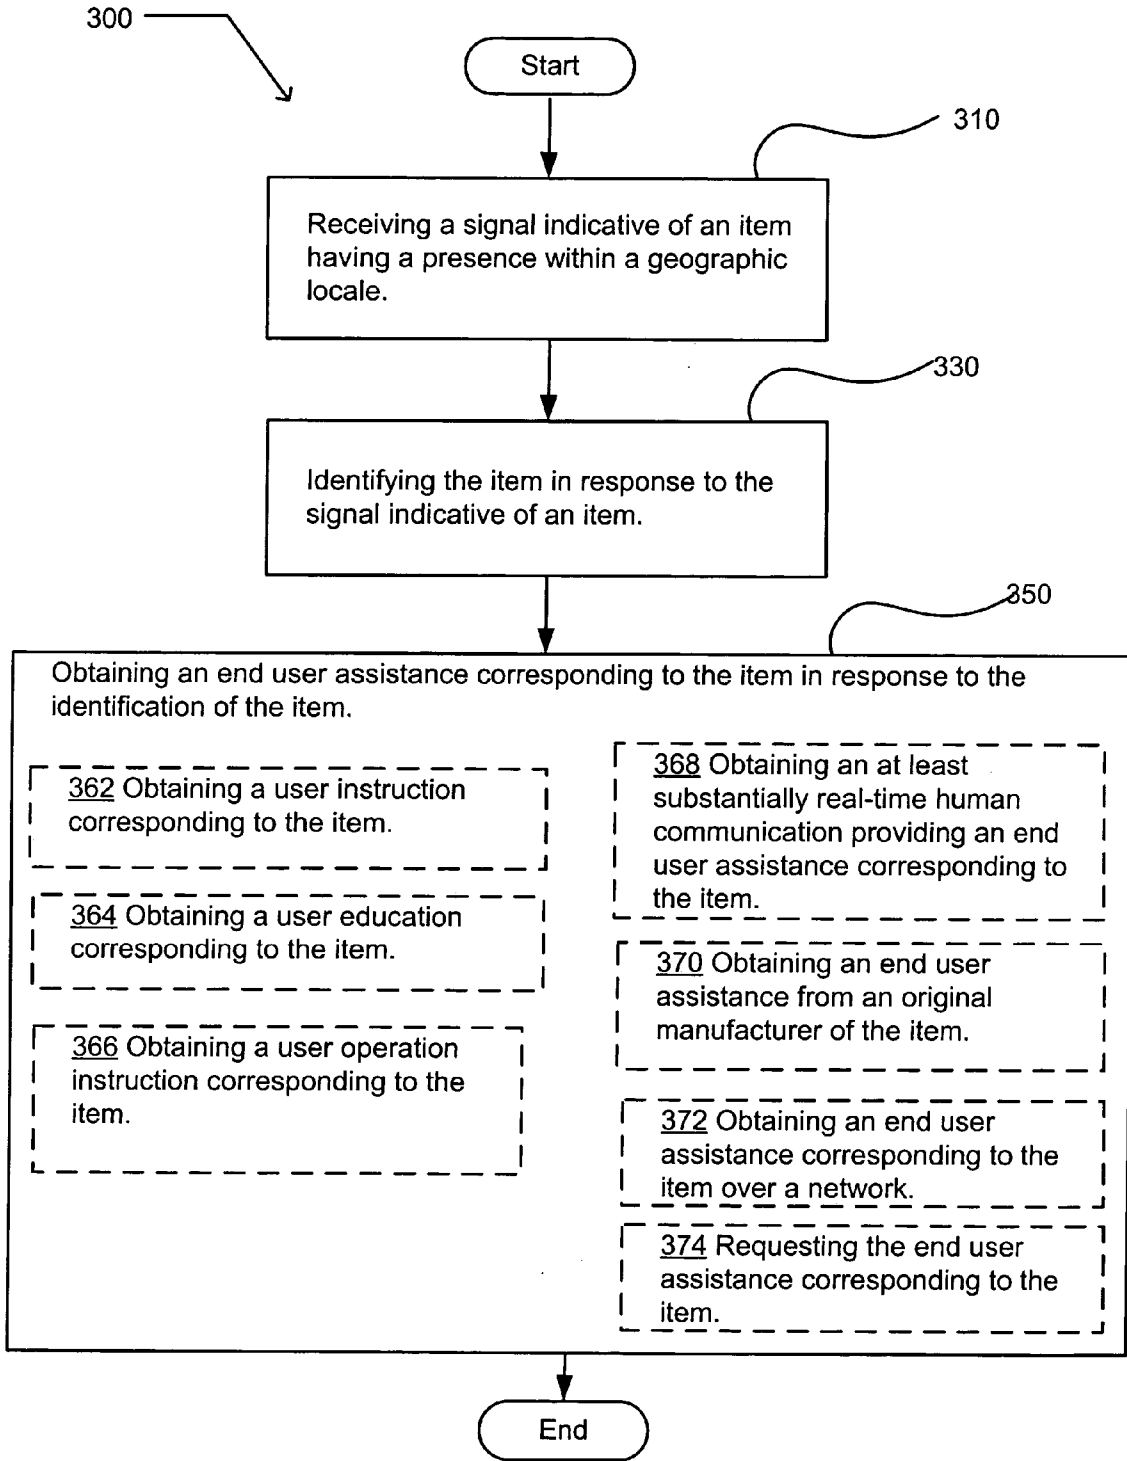 300
Start
310
Receiving a signal indicative of an item
having a presence within a geographic
locale.
330
Identifying the item in response to the
signal indicative of an item.
350
Obtaining an end user assistance corresponding to the item in response to the
identification of the item.
362 Obtaining a user instruction
corresponding to the item.
364 Obtaining a user education
corresponding to the item.
366 Obtaining a user operation
instruction corresponding to the
item.
368 Obtaining an at least
substantially real-time human
communication providing an end
user assistance corresponding to
the item.
370 Obtaining an end user
assistance from an original
manufacturer of the item.
372 Obtaining an end user
assistance corresponding to the
item over a network.
374 Requesting the end user
assistance corresponding to the
item.
End